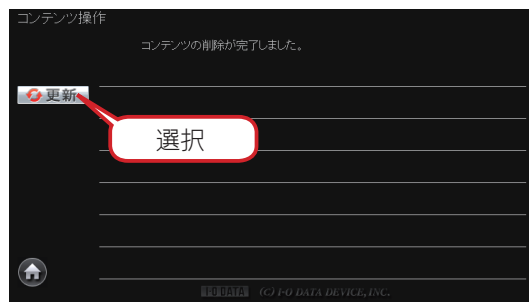 コンテンツ操作
コンテンツの削除が完了しました。
更新
選択
I-O DATA (C) I-O DATA DEVICE, INC.